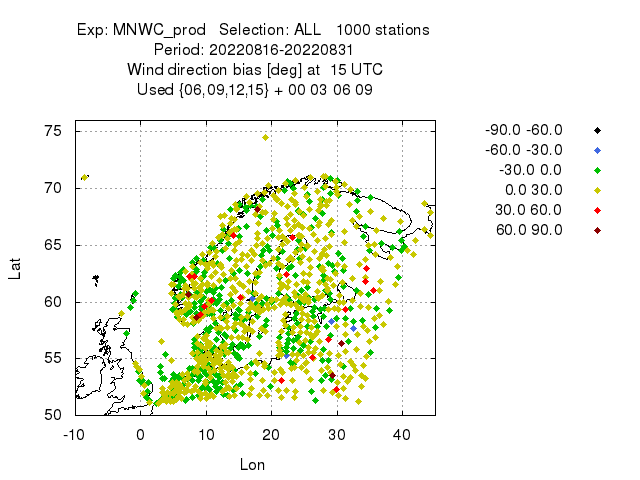 Exp: MNWC_prod   Selection: ALL   1000 stations
Period: 20220816-20220831
Wind direction bias [deg] at  15 UTC
Used {06,09,12,15} + 00 03 06 09
-90.0 -60.0
-60.0 -30.0
-30.0 0.0
0.0 30.0
30.0 60.0
60.0 90.0
75
70
65
60
55
50
Lat
-10 0 10 20 30 40
Lon